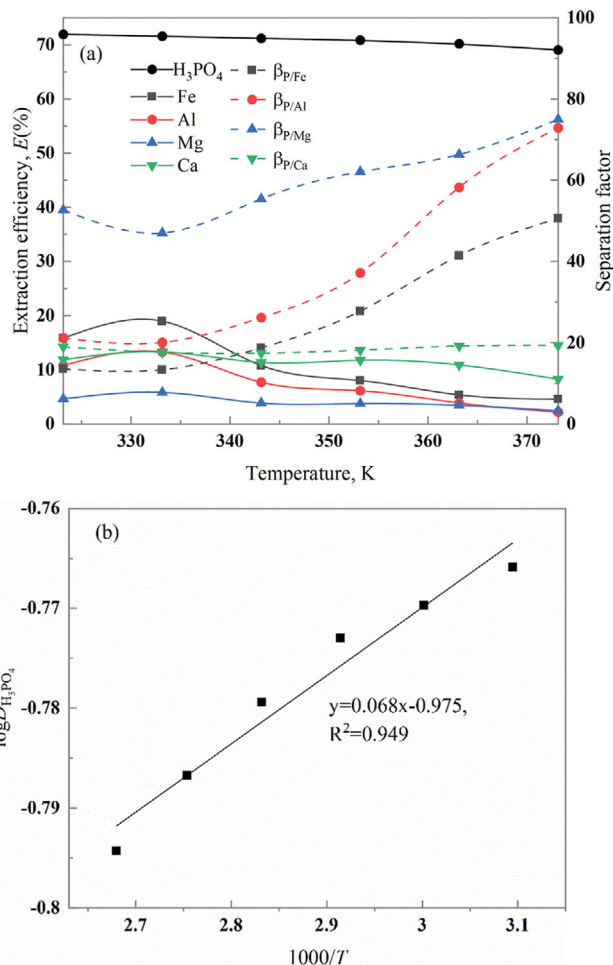 (a)
H₃PO₄
Fe
Al
Mg
Ca
βP/Fe
βP/Al
βP/Mg
βP/Ca
Extraction efficiency, E(%)
70
60
50
40
30
20
10
0
Separation factor
100
80
60
40
20
0
330 340 350 360 370
Temperature, K
(b)
-0.76
-0.77
-0.78
-0.79
-0.8
logD H₃PO₄
y=0.068x-0.975,
R²=0.949
2.7 2.8 2.9 3 3.1
1000/T